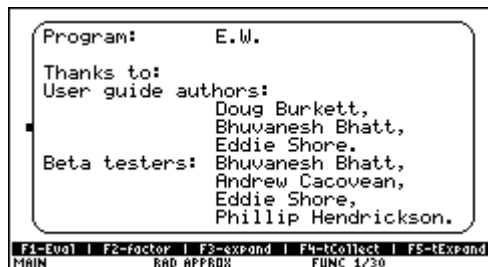 Program: E.W.
Thanks to:
User guide authors:
Doug Burkett,
Bhuvanesh Bhatt,
Eddie Shore.
Beta testers: Bhuvanesh Bhatt,
Andrew Cacovean,
Eddie Shore,
Phillip Hendrickson.
F1-Eval | F2-factor | F3-expand | F4-tCollect | F5-tExpand
MAIN RAD APPROX FUNC 1/30